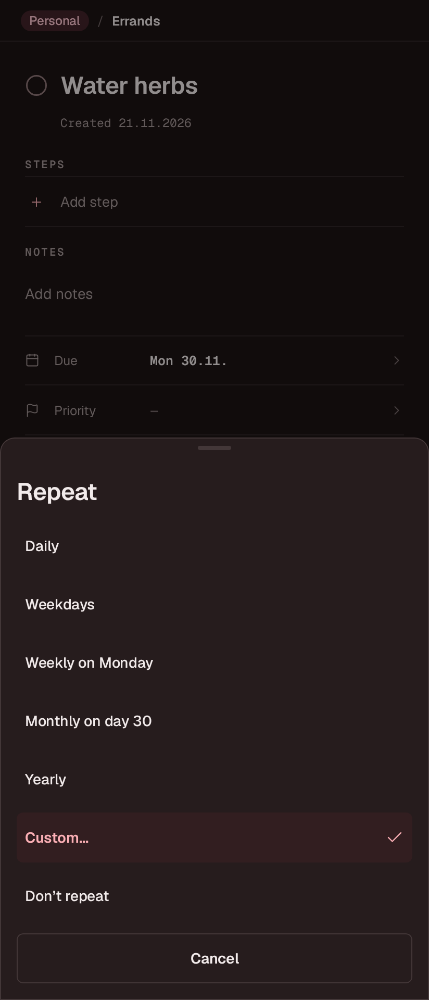 Personal / Errands
Water herbs
Created 21.11.2026
STEPS
+ Add step
NOTES
Add notes
Due Mon 30.11.
Priority –
Repeat
Daily
Weekdays
Weekly on Monday
Monthly on day 30
Yearly
Custom…
Don’t repeat
Cancel